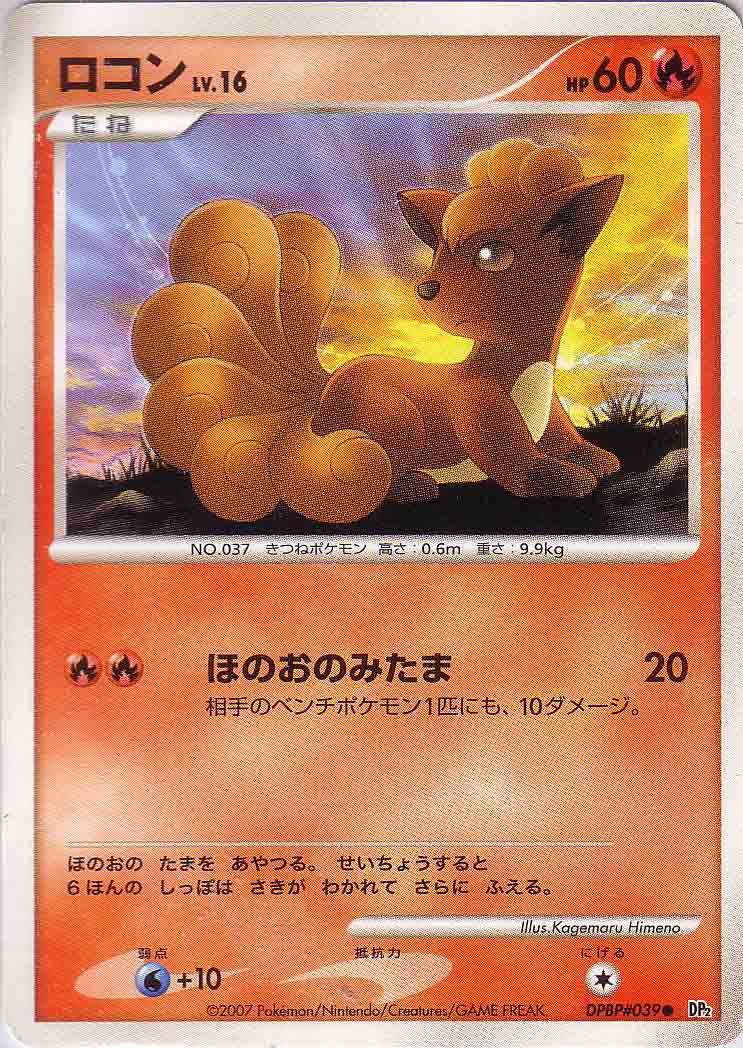 ロコン LV.16 HP 60
たね
NO.037 きつねポケモン 高さ:0.6m 重さ:9.9kg
ほのおのみたま 20
相手のベンチポケモン1匹にも、10ダメージ。
ほのおの たまを あやつる。 せいちょうすると
6ほんの しっぽは さきが わかれて さらに ふえる。
Illus.Kagemaru Himeno
弱点 抵抗力 にげる
+10
©2007 Pokémon/Nintendo/Creatures/GAME FREAK. DPBP#039● DP2